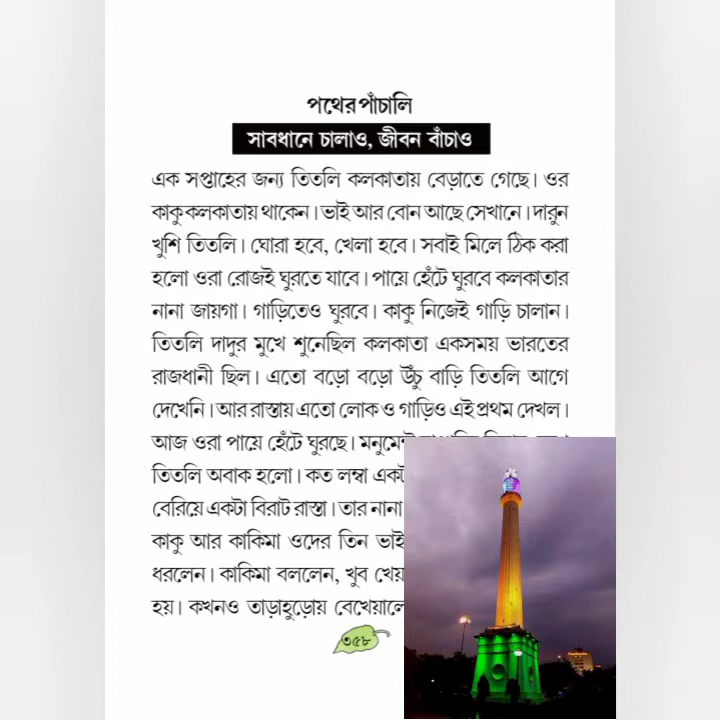 পথের পাঁচালি
সাবধানে চালাও, জীবন বাঁচাও
এক সপ্তাহের জন্য তিতলি কলকাতায় বেড়াতে গেছে। ওর
কাকু কলকাতায় থাকেন। ভাই আর বোন আছে সেখানে। দারুন
খুশি তিতলি। ঘোরা হবে, খেলা হবে। সবাই মিলে ঠিক করা
হলো ওরা রোজই ঘুরতে যাবে। পায়ে হেঁটে ঘুরবে কলকাতার
নানা জায়গা। গাড়িতেও ঘুরবে। কাকু নিজেই গাড়ি চালান।
তিতলি দাদুর মুখে শুনেছিল কলকাতা একসময় ভারতের
রাজধানী ছিল। এতো বড়ো বড়ো উঁচু বাড়ি তিতলি আগে
দেখেনি। আর রাস্তায় এতো লোক ও গাড়িও এই প্রথম দেখল।
আজ ওরা পায়ে হেঁটে ঘুরছে।
তিতলি অবাক হলো। কত লম্বা একটা
বেরিয়ে একটা বিরাট রাস্তা। তার নানা
কাকু আর কাকিমা ওদের তিন ভাই
ধরলেন। কাকিমা বললেন, খুব
হয়। কখনও তাড়াহুড়োয়
৩৫৮